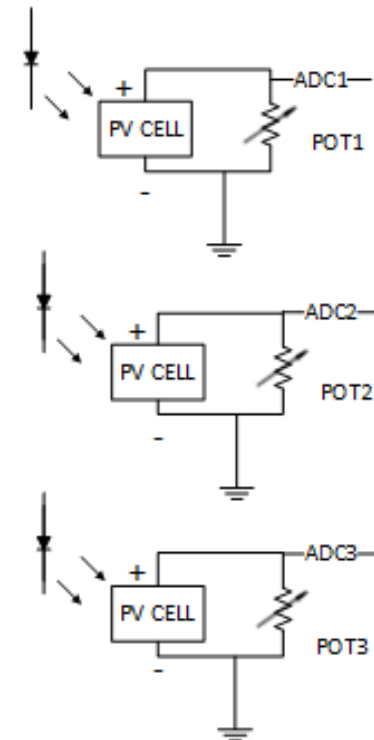 ADC1
+
PV CELL
POT1
-
ADC2
+
PV CELL
POT2
-
ADC3
+
PV CELL
POT3
-